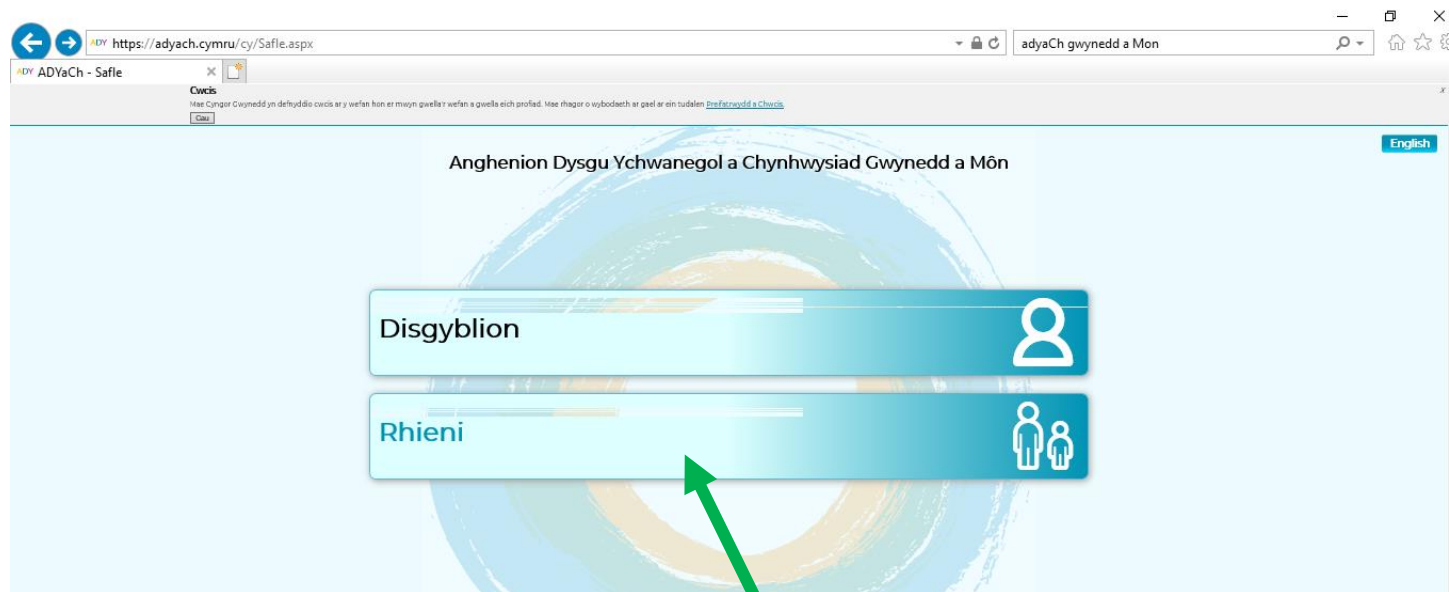 https://adyach.cymru/cy/Safle.aspx
adyaCh gwynedd a Mon
ADY ADYaCh - Safle
Cwcis
Mae Cyngor Gwynedd yn defnyddio cwcis ar y wefan hon er mwyn gwella'r wefan a gwella eich profiad. Mae rhagor o wybodaeth ar gael ar ein tudalen Preifatrwydd a Chwcis.
Cau
x
English
Anghenion Dysgu Ychwanegol a Chynhwysiad Gwynedd a Môn
Disgyblion
Rhieni